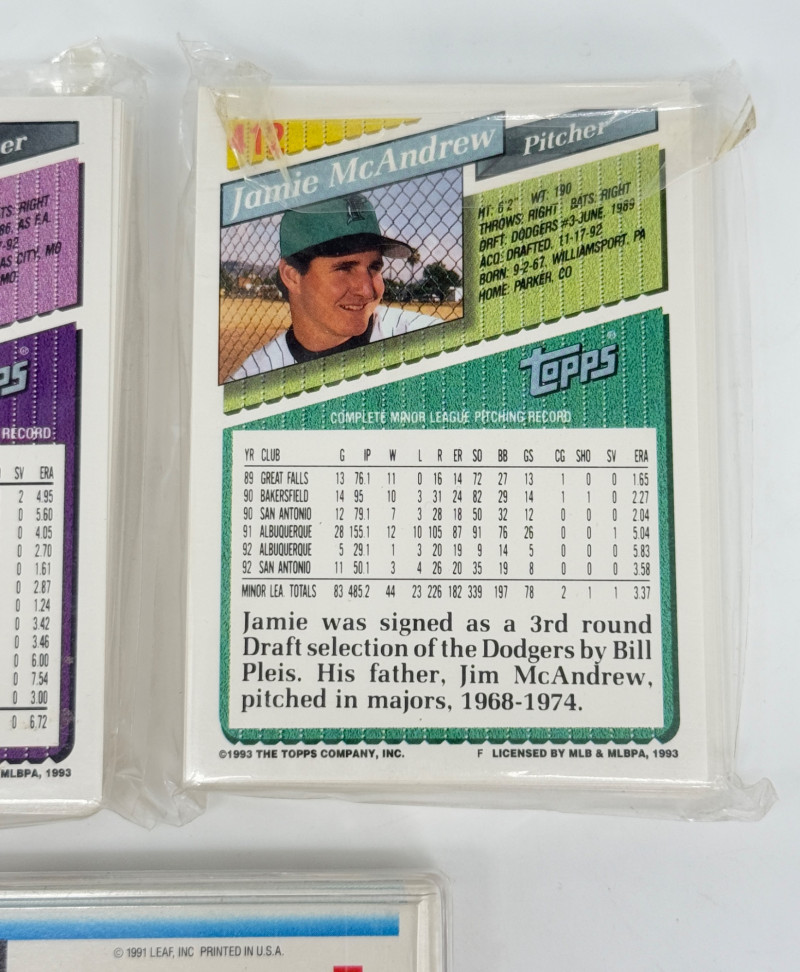 er
TS: RIGHT
86, AS F.A.
-92
AS CITY, MO
MO
PS
RECORD
SV ERA
2 4.95
0 5.60
0 4.05
0 2.70
0 1.61
0 2.87
0 1.24
0 3.42
0 3.46
0 6.00
0 7.54
0 3.00
0 6.72
MLBPA, 1993
Jamie McAndrew
Pitcher
HT: 6'2" WT: 190
THROWS: RIGHT BATS: RIGHT
DRFT: DODGERS #3-JUNE, 1989
ACQ: DRAFTED, 11-17-92
BORN: 9-2-67, WILLIAMSPORT, PA
HOME: PARKER, CO
TOPPS®
COMPLETE MINOR LEAGUE PITCHING RECORD
YR CLUB G IP W L R ER SO BB GS CG SHO SV ERA
89 GREAT FALLS 13 76.1 11 0 16 14 72 27 13 1 0 0 1.65
90 BAKERSFIELD 14 95 10 3 31 24 82 29 14 1 1 0 2.27
90 SAN ANTONIO 12 79.1 7 3 28 18 50 32 12 0 0 0 2.04
91 ALBUQUERQUE 28 155.1 12 10 105 87 91 76 26 0 0 1 5.04
92 ALBUQUERQUE 5 29.1 1 3 20 19 9 14 5 0 0 0 5.83
92 SAN ANTONIO 11 50.1 3 4 26 20 35 19 8 0 0 0 3.58
MINOR LEA. TOTALS 83 485.2 44 23 226 182 339 197 78 2 1 1 3.37
Jamie was signed as a 3rd round
Draft selection of the Dodgers by Bill
Pleis. His father, Jim McAndrew,
pitched in majors, 1968-1974.
©1993 THE TOPPS COMPANY, INC. F LICENSED BY MLB & MLBPA, 1993
© 1991 LEAF, INC PRINTED IN U.S.A.